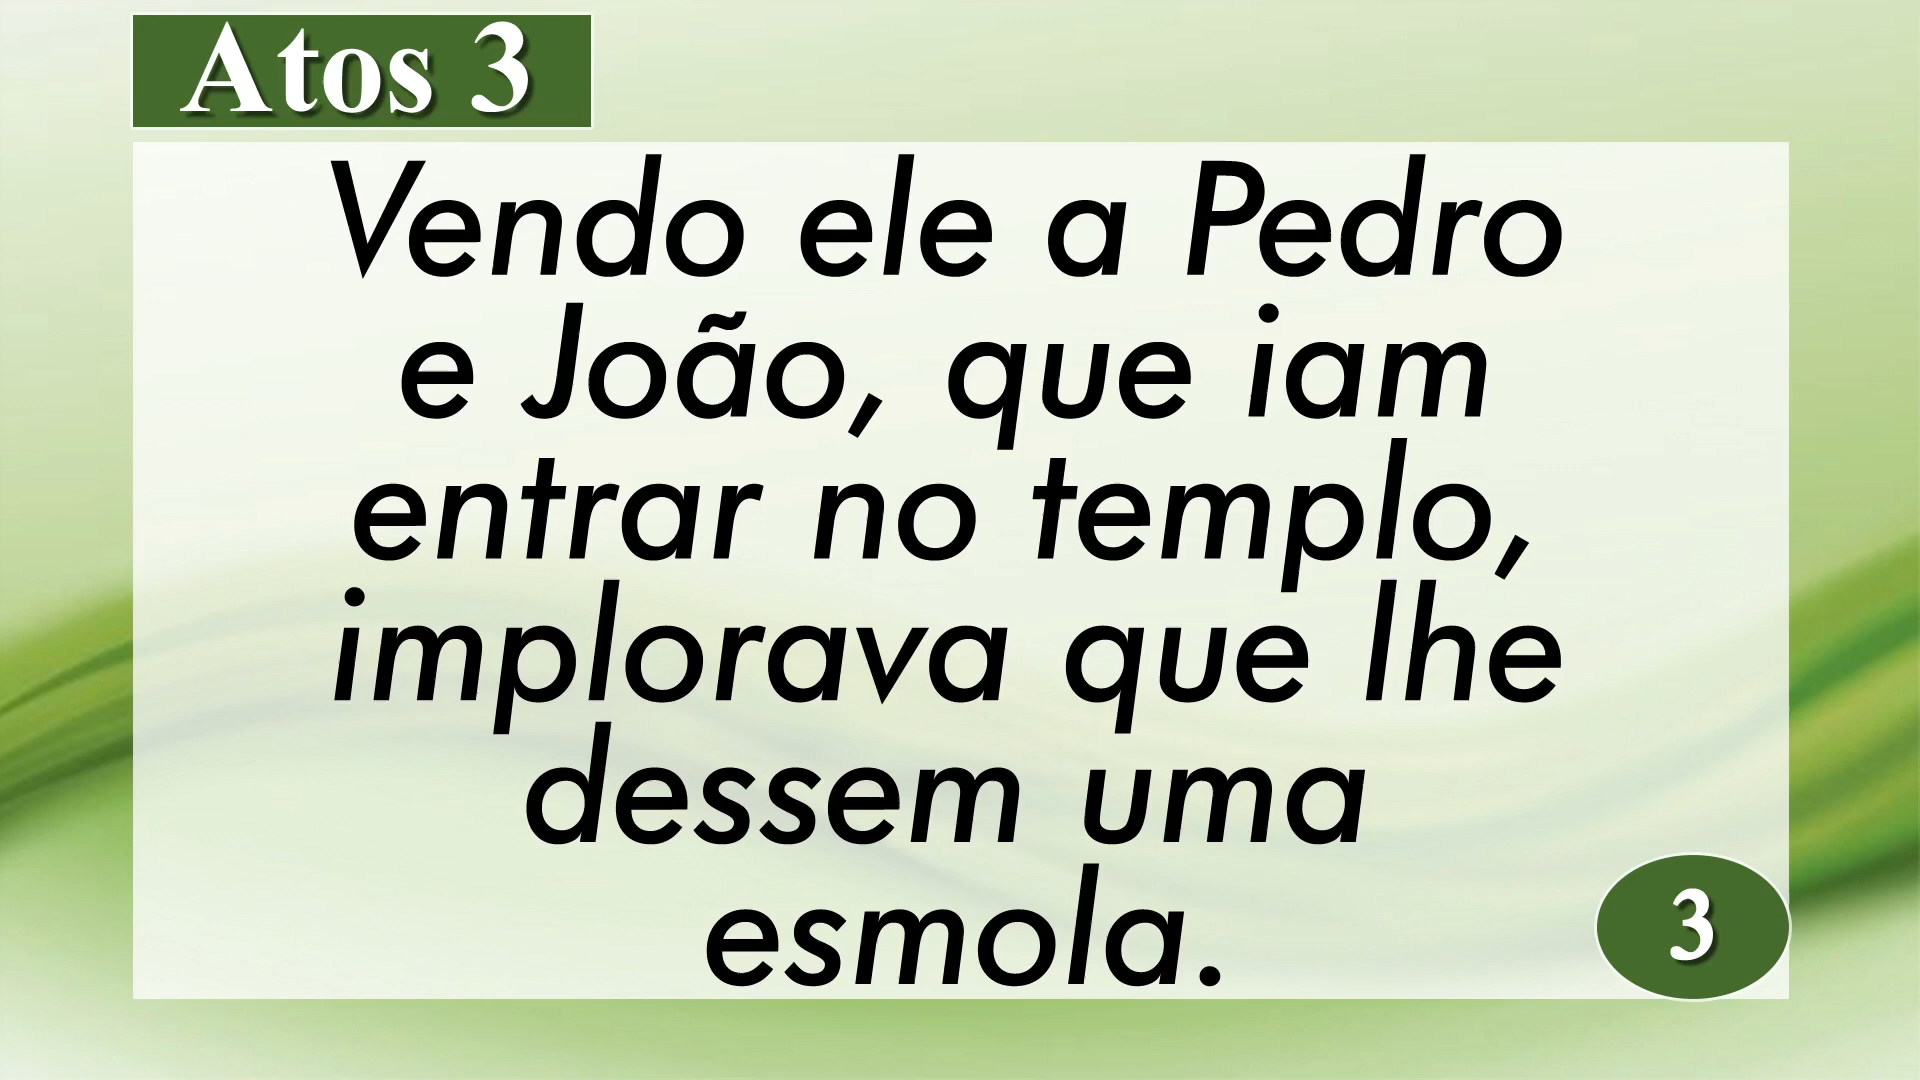 Atos 3
Vendo ele a Pedro
e João, que iam
entrar no templo,
implorava que lhe
dessem uma
esmola.
3